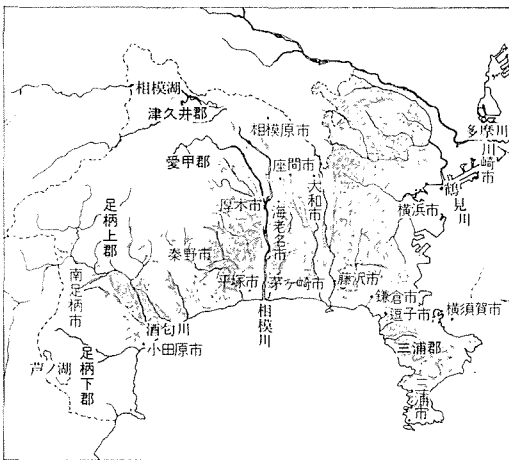 相模湖
津久井郡
相模原市
多摩川
川崎市
愛甲郡
座間市
大和市
鶴見川
足柄上郡
厚木市
海老名市
横浜市
秦野市
南足柄市
平塚市
茅ヶ崎市
藤沢市
鎌倉市
横須賀市
逗子市
酒匂川
相模川
小田原市
三浦郡
芦ノ湖
足柄下郡
三浦市